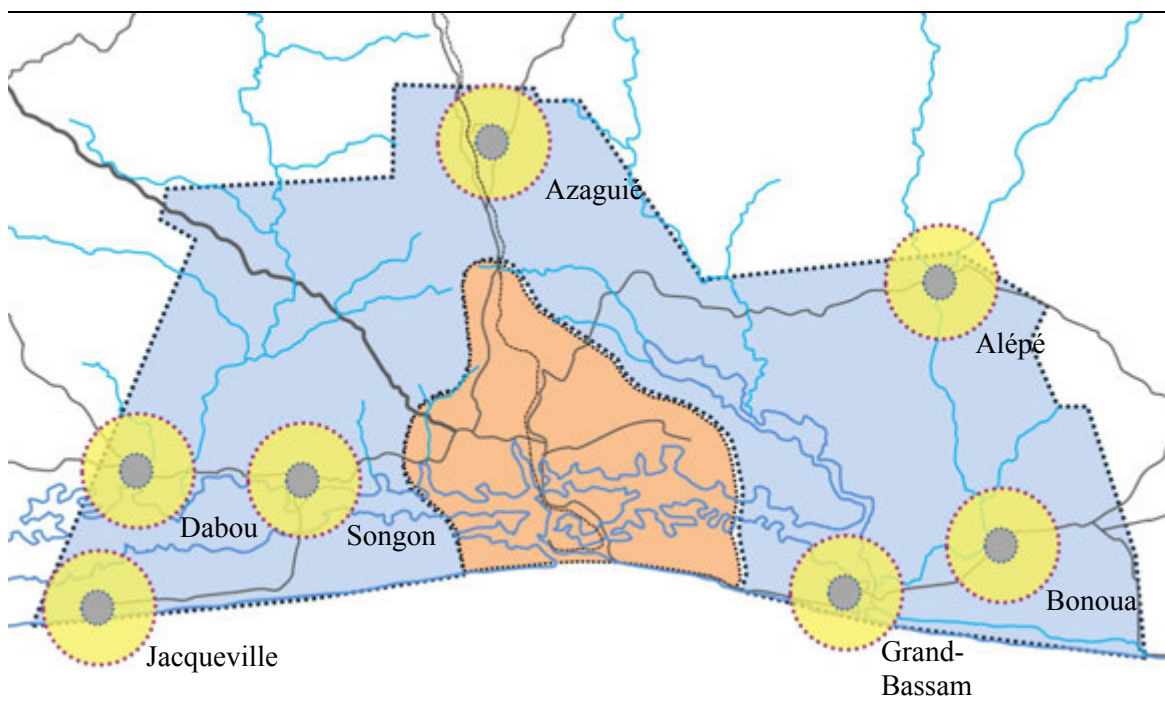 Azaguié
Alépé
Dabou
Songon
Bonoua
Jacqueville
Grand-
Bassam